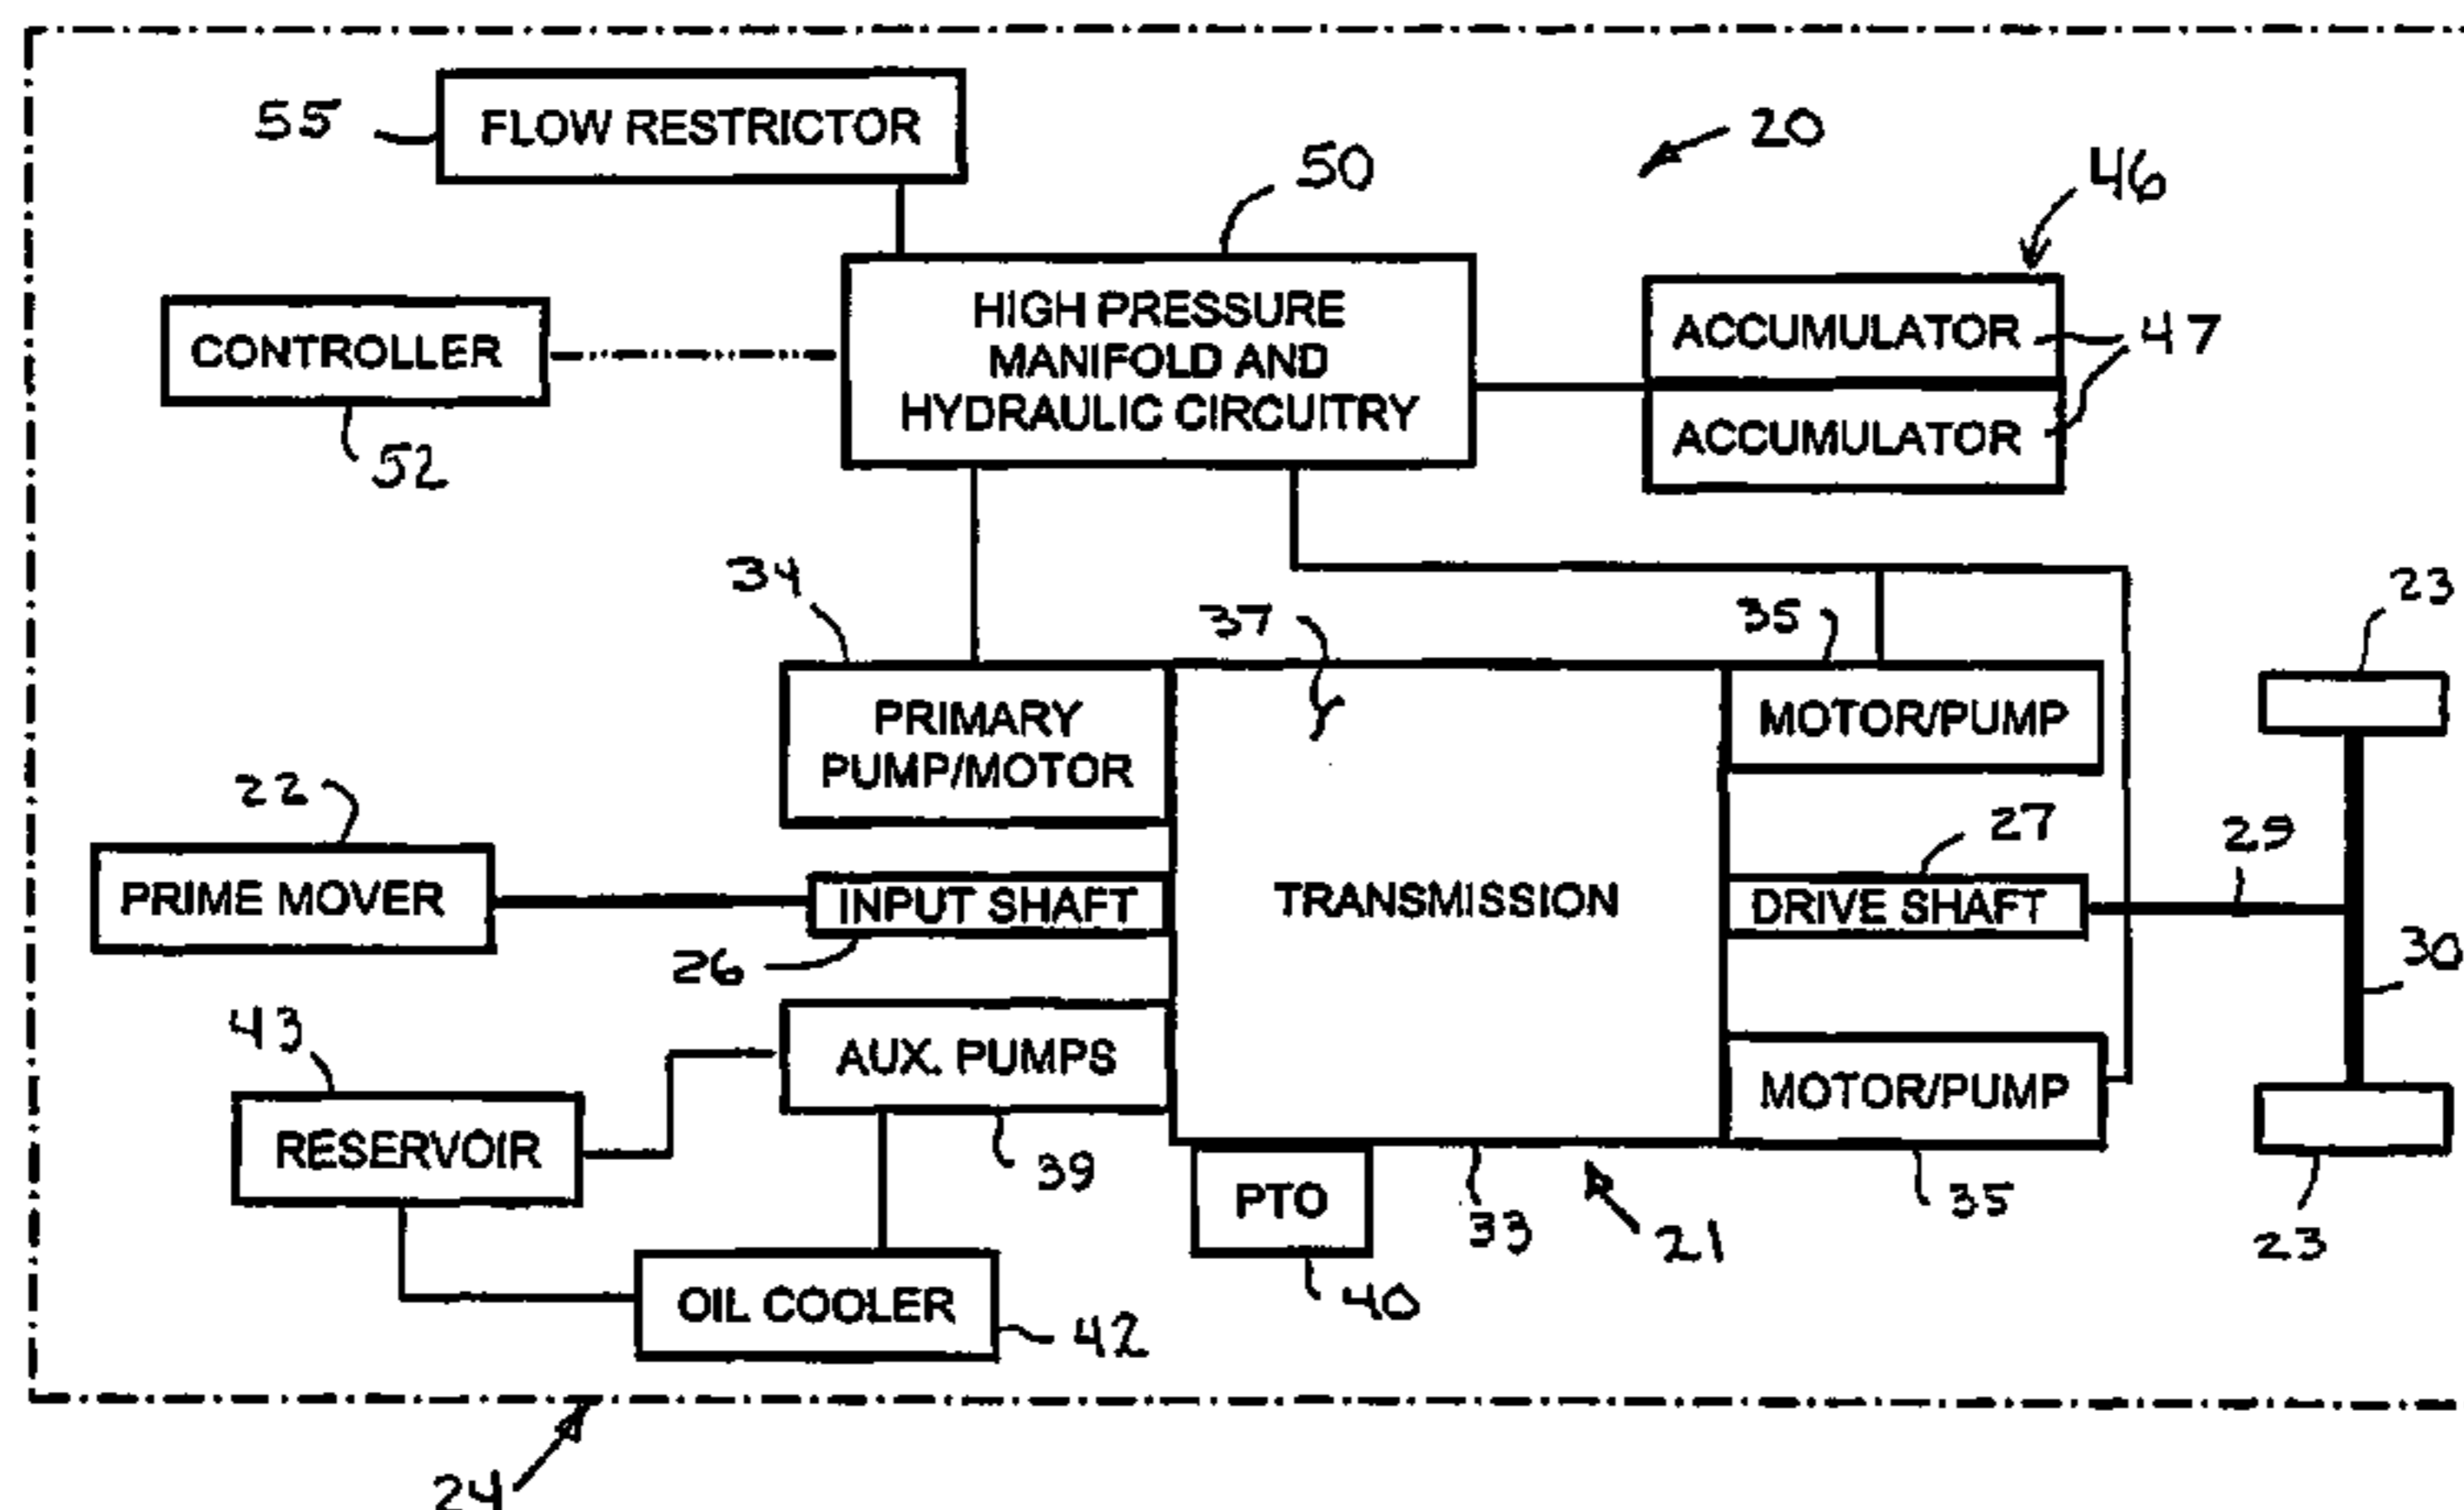 55
FLOW RESTRICTOR
20
50
46
HIGH PRESSURE
MANIFOLD AND
HYDRAULIC CIRCUITRY
ACCUMULATOR
47
ACCUMULATOR
CONTROLLER
52
34
37
35
23
PRIMARY
PUMP/MOTOR
MOTOR/PUMP
22
27
29
PRIME MOVER
INPUT SHAFT
TRANSMISSION
DRIVE SHAFT
26
30
43
AUX. PUMPS
MOTOR/PUMP
RESERVOIR
39
PTO
33
21
35
23
OIL COOLER
42
40
24